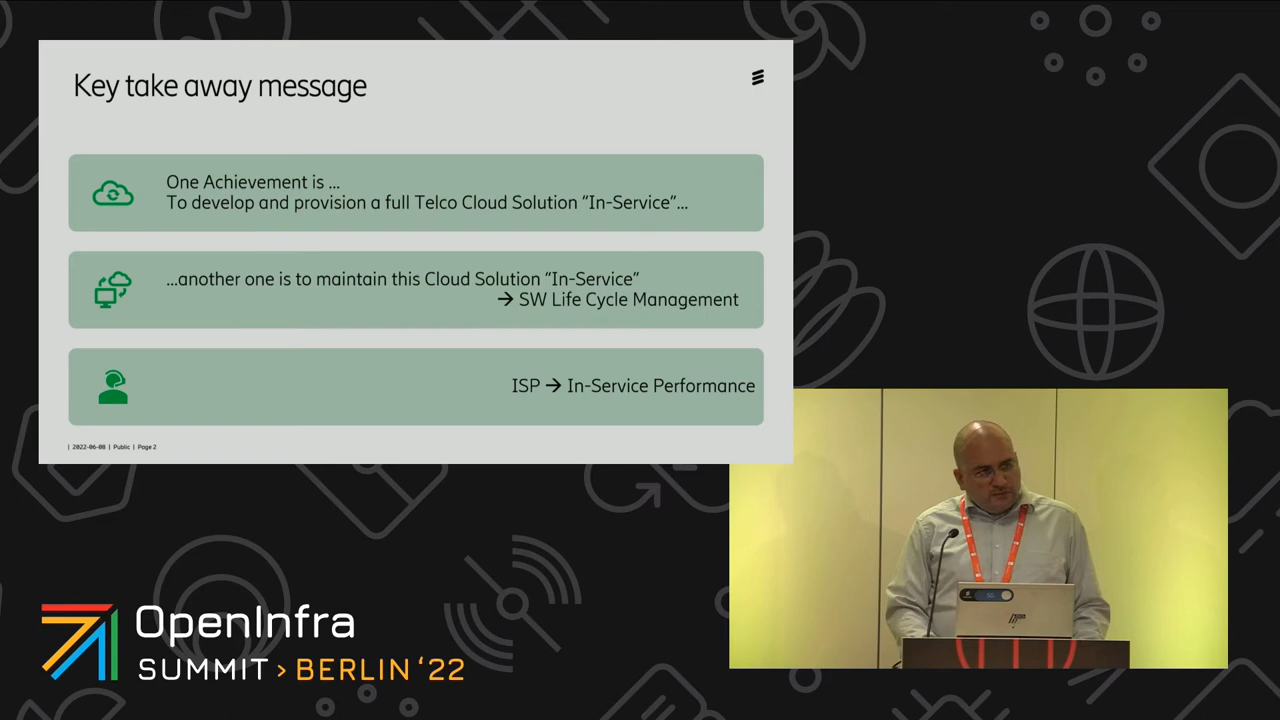 Key take away message
One Achievement is ...
To develop and provision a full Telco Cloud Solution “In-Service”...
...another one is to maintain this Cloud Solution “In-Service”
→ SW Life Cycle Management
ISP → In-Service Performance
| 2022-06-08 | Public | Page 2
5G
OpenInfra
SUMMIT > BERLIN ‘22